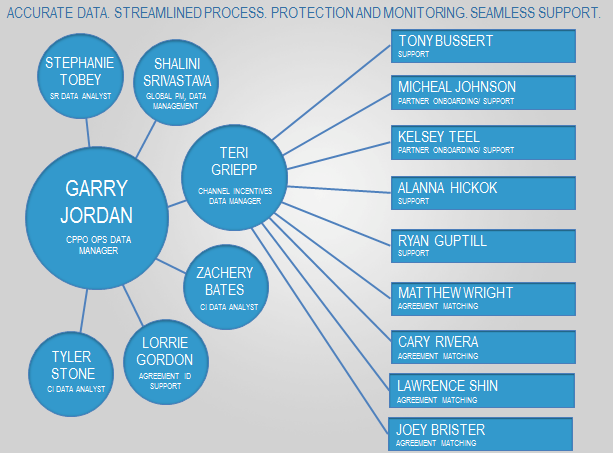 ACCURATE DATA. STREAMLINED PROCESS. PROTECTION AND MONITORING. SEAMLESS SUPPORT.
STEPHANIE
TOBEY
SR DATA ANALYST
SHALINI
SRIVASTAVA
GLOBAL PM, DATA
MANAGEMENT
TERI
GRIEPP
CHANNEL INCENTIVES
DATA MANAGER
GARRY
JORDAN
CPPO OPS DATA
MANAGER
ZACHERY
BATES
CI DATA ANALYST
LORRIE
GORDON
AGREEMENT ID
SUPPORT
TYLER
STONE
CI DATA ANALYST
TONY BUSSERT
SUPPORT
MICHEAL JOHNSON
PARTNER ONBOARDING/ SUPPORT
KELSEY TEEL
PARTNER ONBOARDING/ SUPPORT
ALANNA HICKOK
SUPPORT
RYAN GUPTILL
SUPPORT
MATTHEW WRIGHT
AGREEMENT MATCHING
CARY RIVERA
AGREEMENT MATCHING
LAWRENCE SHIN
AGREEMENT MATCHING
JOEY BRISTER
AGREEMENT MATCHING